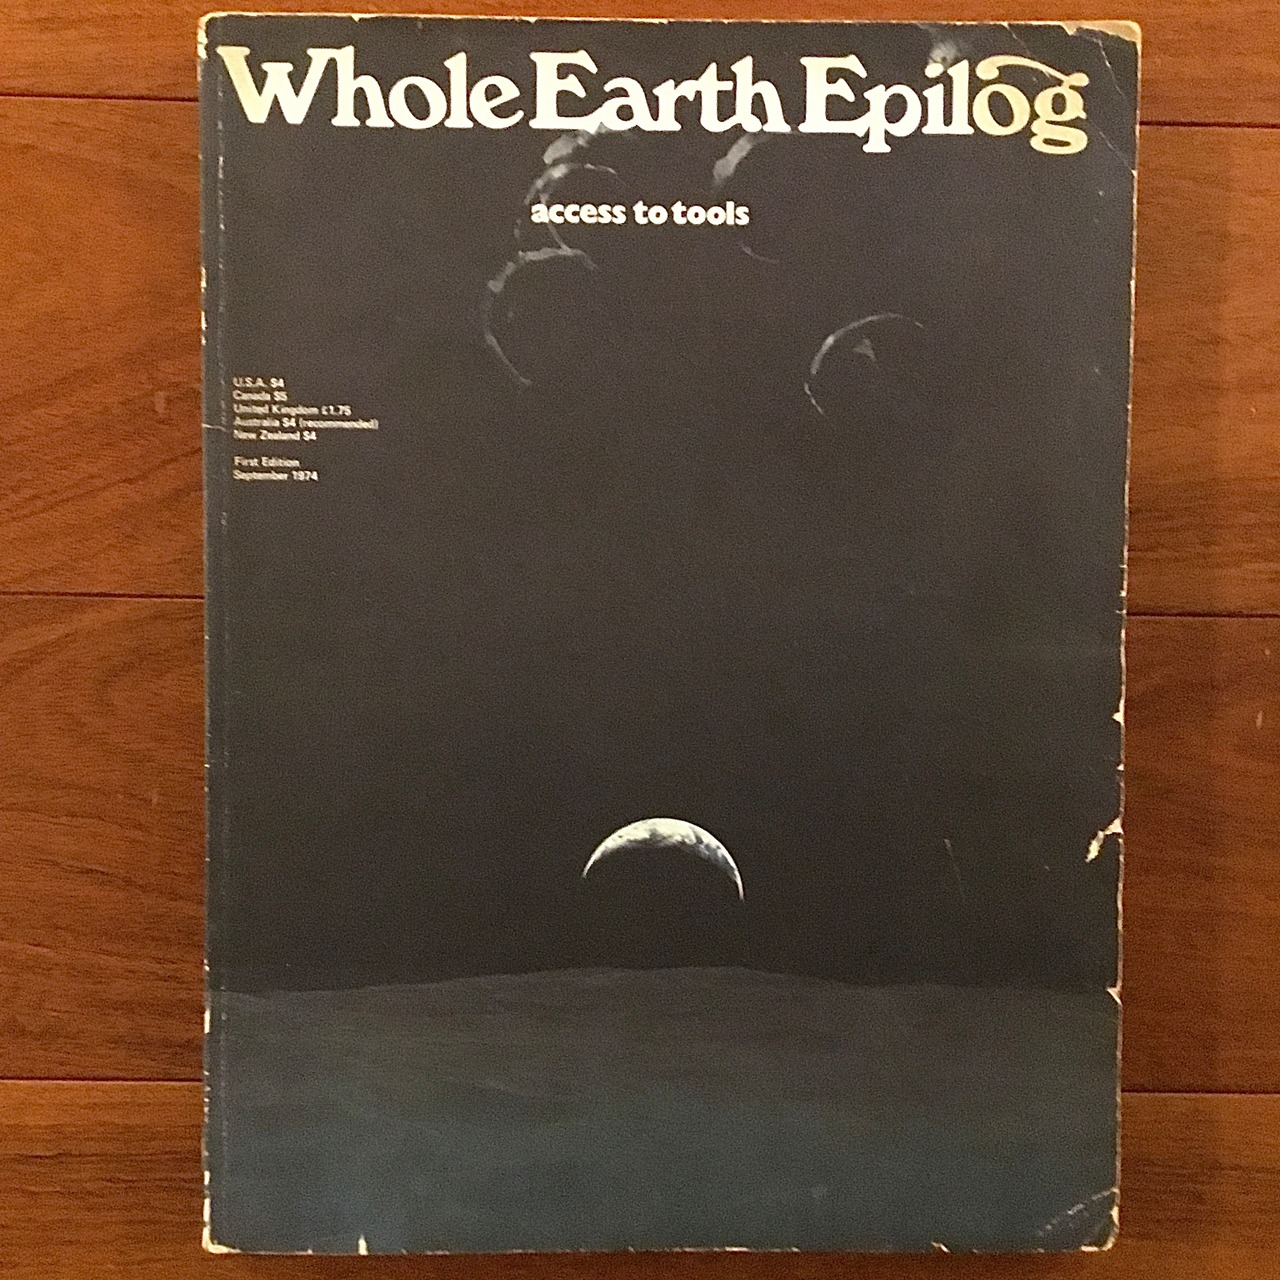 Whole Earth Epilog
access to tools
U.S.A. $4
Canada $5
United Kingdom £1.75
Australia $4 (recommended)
New Zealand $4
First Edition
September 1974